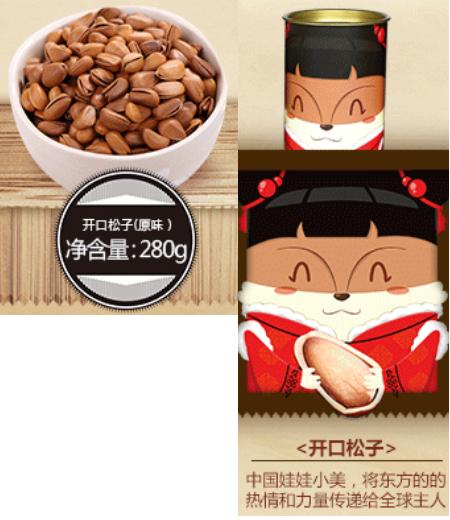 开口松子(原味)
净含量:280g
<开口松子>
中国娃娃小美，将东方的的
热情和力量传递给全球主人